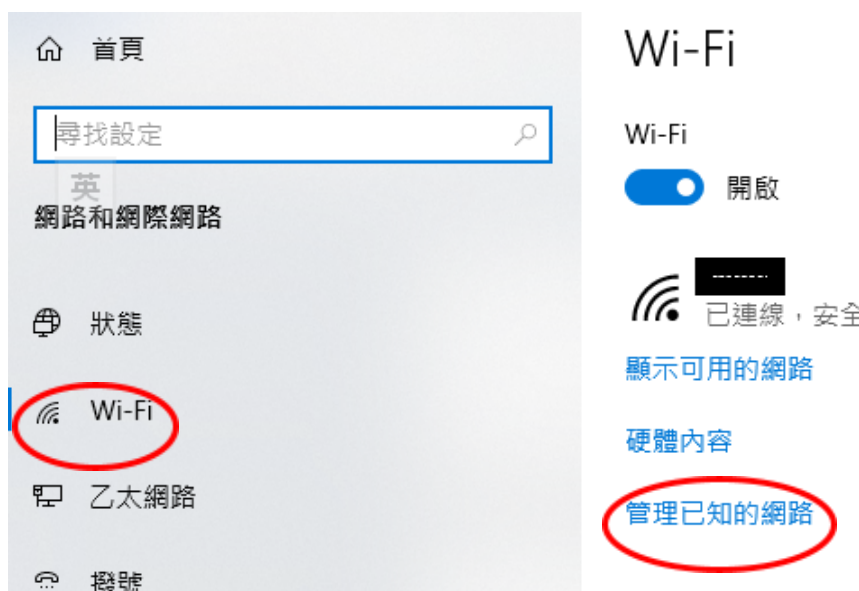 首頁
尋找設定
英
網路和網際網路
狀態
Wi-Fi
乙太網路
撥號
Wi-Fi
Wi-Fi
開啟
已連線，安全
顯示可用的網路
硬體內容
管理已知的網路